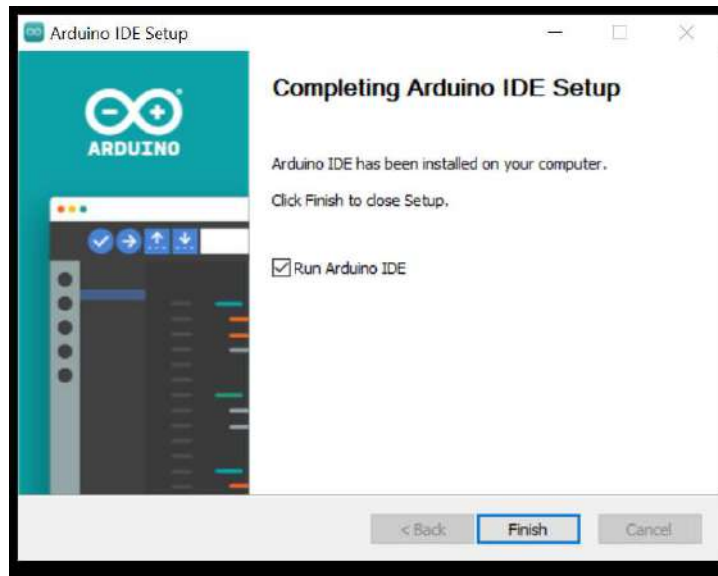 Arduino IDE Setup
Completing Arduino IDE Setup
ARDUINO
Arduino IDE has been installed on your computer.
Click Finish to close Setup.
Run Arduino IDE
< Back
Finish
Cancel